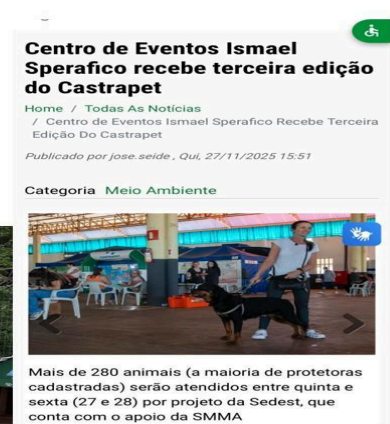 Centro de Eventos Ismael
Sperafico recebe terceira edição
do Castrapet
Home / Todas As Notícias
/ Centro de Eventos Ismael Sperafico Recebe Terceira
Edição Do Castrapet
Publicado por jose.seide , Qui, 27/11/2025 15:51
Categoria Meio Ambiente
Mais de 280 animais (a maioria de protetoras
cadastradas) serão atendidos entre quinta e
sexta (27 e 28) por projeto da Sedest, que
conta com o apoio da SMMA